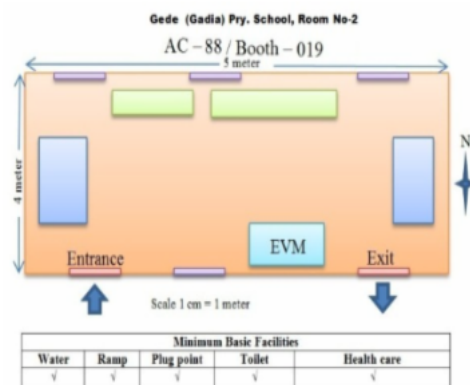 Gede (Gadia) Pry. School, Room No-2
AC – 88 / Booth – 019
5 meter
4 meter
N
EVM
Entrance
Exit
Scale 1 cm = 1 meter
Minimum Basic Facilities
Water Ramp Plug point Toilet Health care
√ √ √ √ √